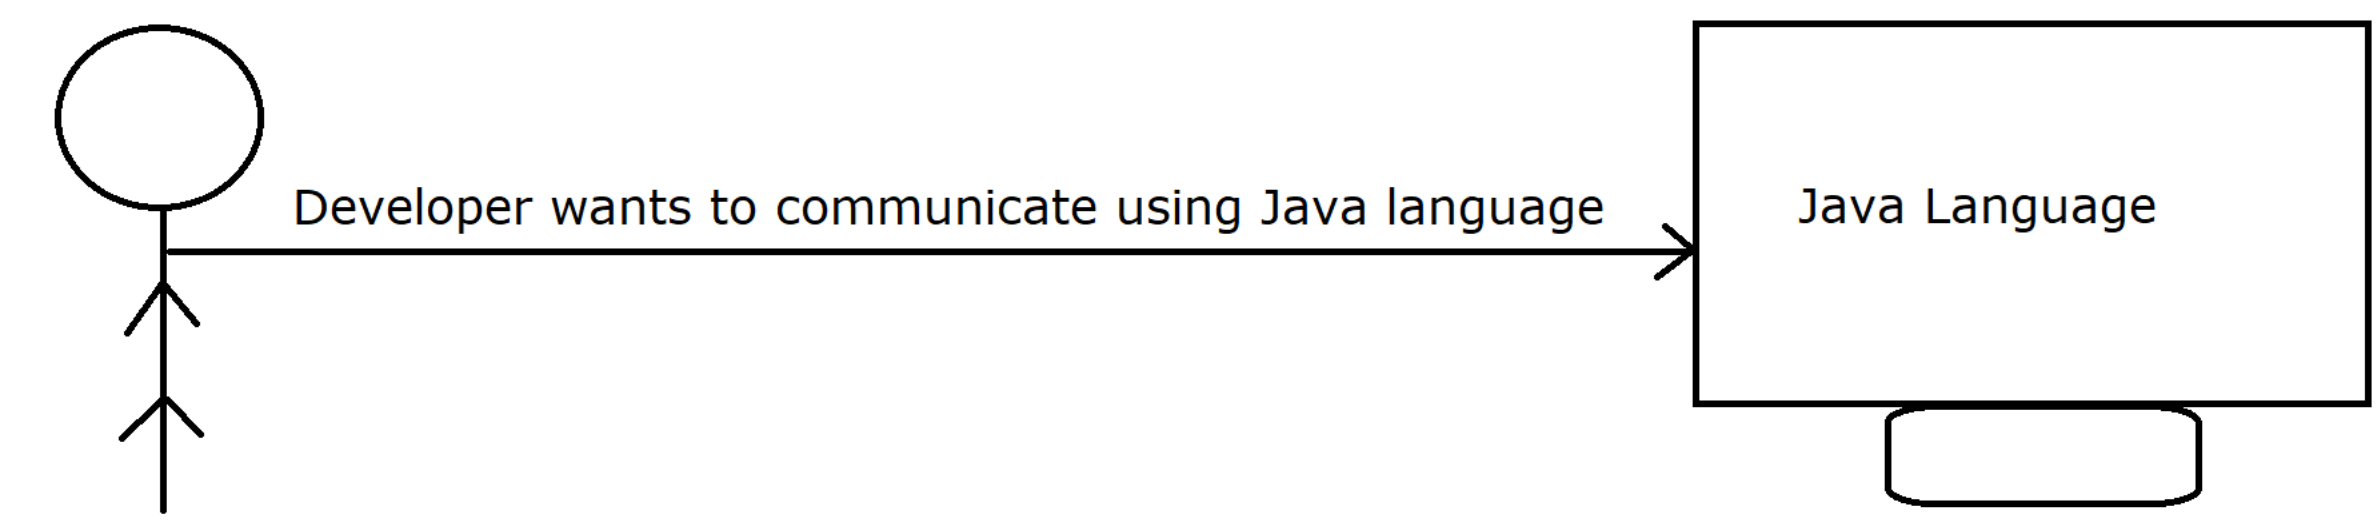 Developer wants to communicate using Java language
Java Language